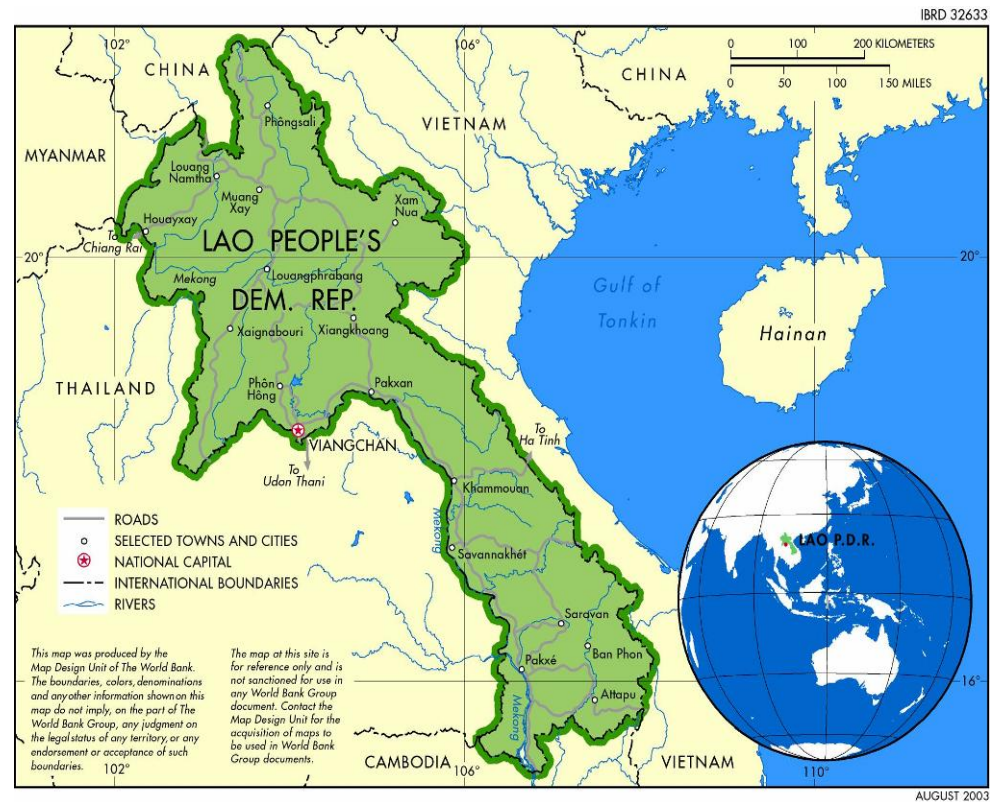 IBRD 32633
102°
106°
0 100 200 KILOMETERS
0 50 100 150 MILES
CHINA
CHINA
Phôngsali
VIETNAM
MYANMAR
Louang
Namtha
Muang
Xay
Xam
Nua
Houayxay
To
Chiang Rai
LAO PEOPLE'S
20°
20°
Mekong
Louangphrabang
DEM. REP.
Gulf of
Tonkin
Hainan
Xaignabouri
Xiangkhoang
THAILAND
Phôn
Hông
Pakxan
VIANGCHAN
To
Ha Tinh
To
Udon Thani
Khammouan
Mekong
Savannakhét
ROADS
SELECTED TOWNS AND CITIES
NATIONAL CAPITAL
INTERNATIONAL BOUNDARIES
RIVERS
LAO P.D.R.
Saravan
Ban Phon
Pakxé
16°
Attapu
Mekong
This map was produced by the
Map Design Unit of The World Bank.
The boundaries, colors, denominations
and any other information shown on this
map do not imply, on the part of The
World Bank Group, any judgment on
the legal status of any territory, or any
endorsement or acceptance of such
boundaries.
The map at this site is
for reference only and is
not sanctioned for use in
any World Bank Group
document. Contact the
Map Design Unit for the
acquisition of maps to
be used in World Bank
Group documents.
CAMBODIA
VIETNAM
102°
106°
110°
AUGUST 2003